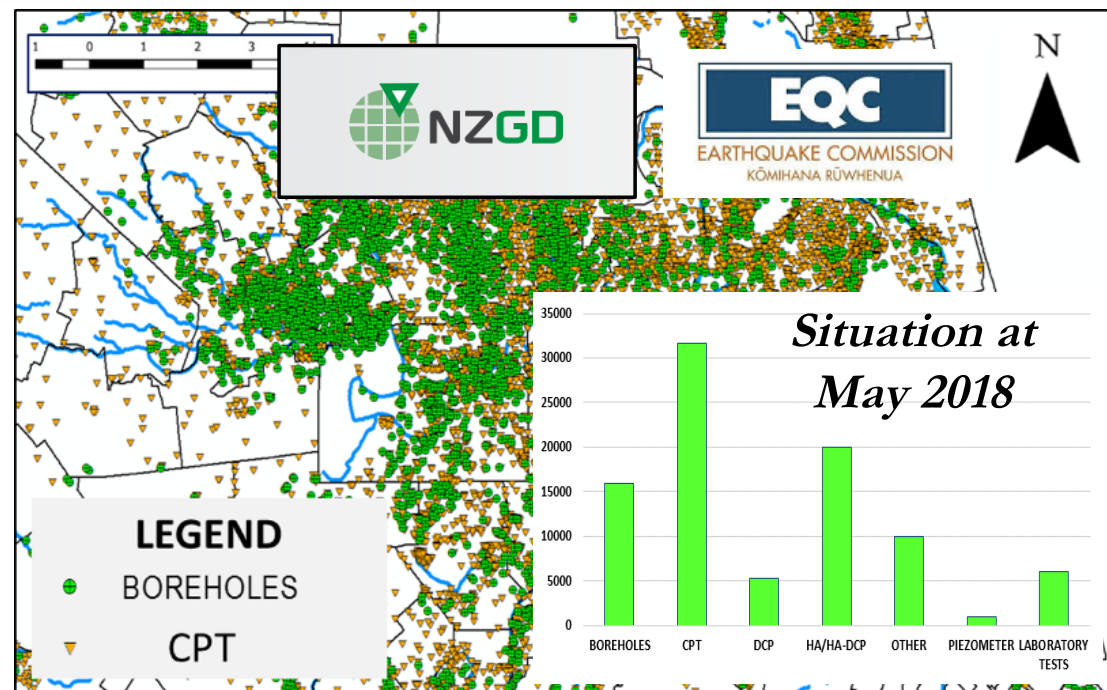 1 0 1 2 3
NZGD
EQC
EARTHQUAKE COMMISSION
KŌMIHANA RŪWHENUA
N
Situation at
May 2018
35000
30000
25000
20000
15000
10000
5000
0
BOREHOLES CPT DCP HA/HA-DCP OTHER PIEZOMETER LABORATORY
TESTS
LEGEND
BOREHOLES
CPT